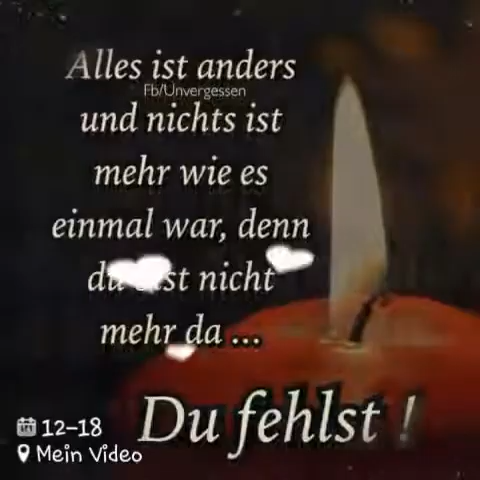 Alles ist anders
Fb/Unvergessen
und nichts ist
mehr wie es
einmal war, denn
du nicht
mehr da ...
Du fehlst !
12-18
Mein Video